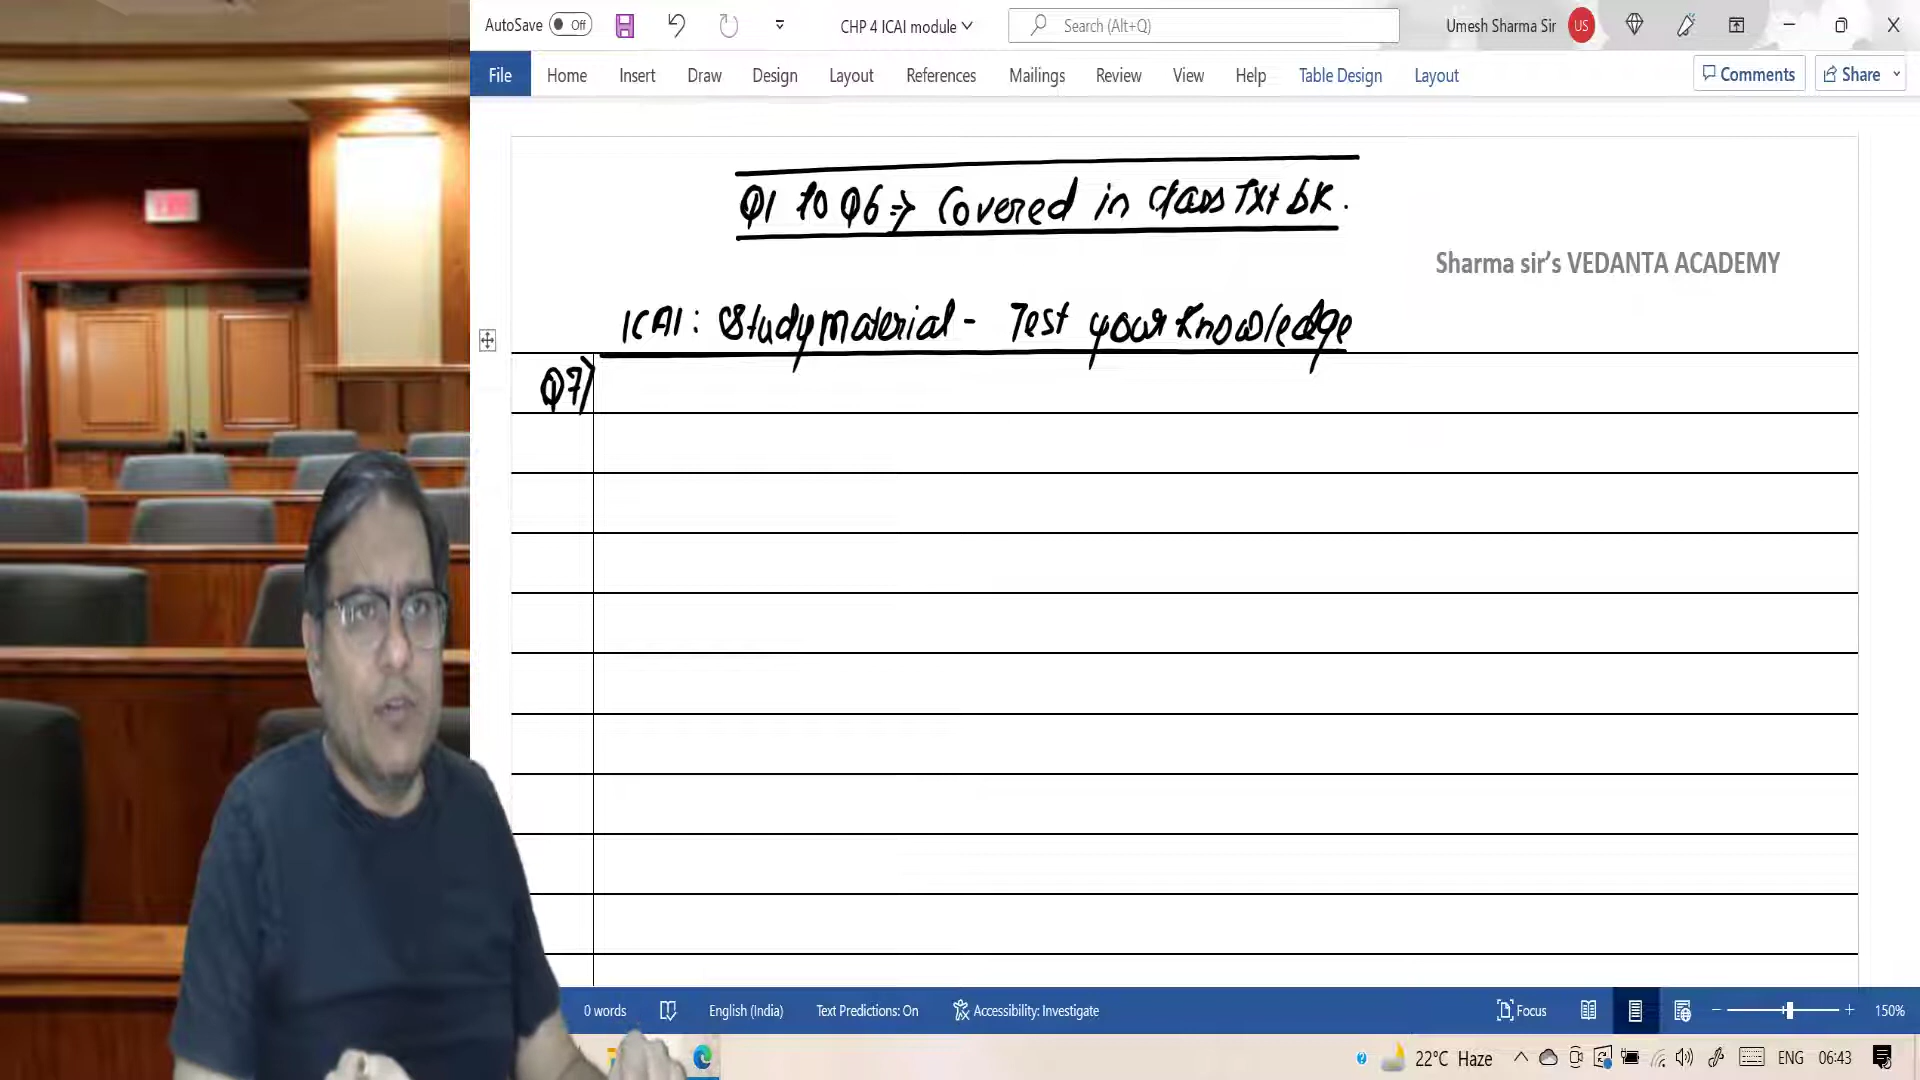 AutoSave Off CHP 4 ICAI module Search (Alt+Q) Umesh Sharma Sir US
File Home Insert Draw Design Layout References Mailings Review View Help Table Design Layout Comments Share
Q1 to Q6 => Covered in Class Txt bk.
Sharma sir's VEDANTA ACADEMY
ICAI: Study Material - Test your Knowledge
Q7)
0 words English (India) Text Predictions: On Accessibility: Investigate Focus 150%
22°C Haze ENG 06:43